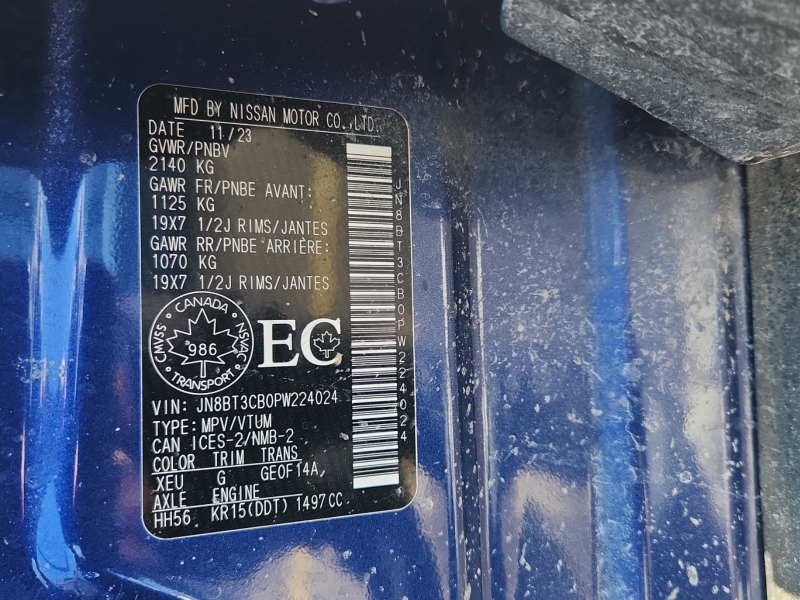 MFD BY NISSAN MOTOR CO.,LTD.
DATE 11/23
GVWR/PNBV
2140 KG
GAWR FR/PNBE AVANT:
1125 KG
19X7 1/2J RIMS/JANTES
GAWR RR/PNBE ARRIÈRE:
1070 KG
19X7 1/2J RIMS/JANTES
CANADA
CMVSS
NSVAC
986
TRANSPORT
EC
VIN: JN8BT3CB0PW224024
TYPE: MPV/VTUM
CAN ICES-2/NMB-2
COLOR TRIM TRANS
XEU G GE0F14A,
AXLE ENGINE
HH56 KR15(DDT) 1497CC
JN8BT3CB0PW224024